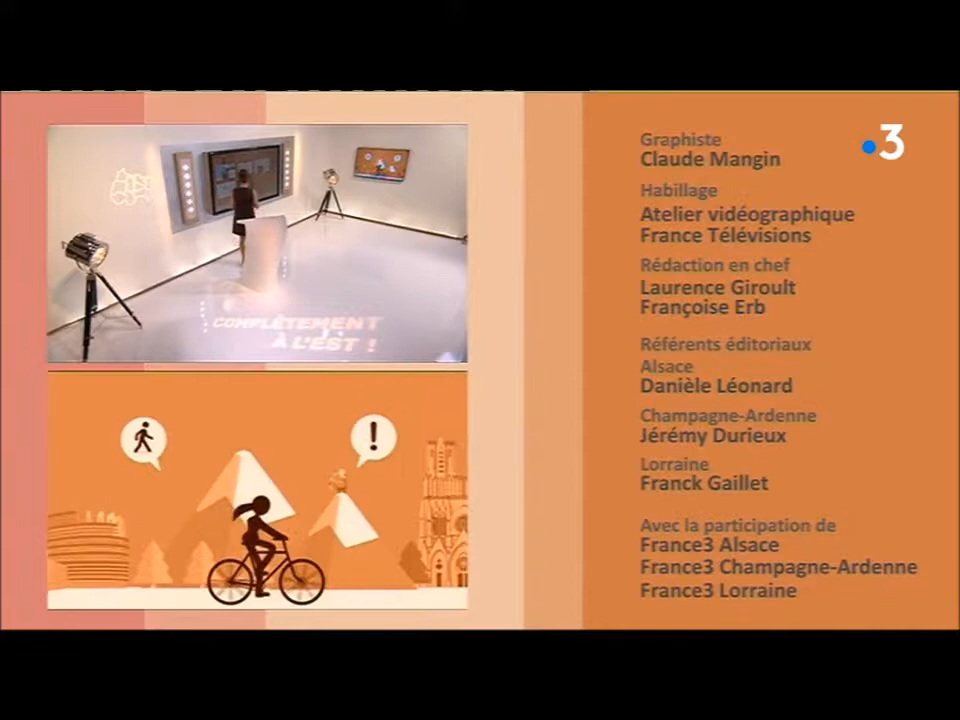 3
Graphiste
Claude Mangin
Habillage
Atelier vidéographique
France Télévisions
Rédaction en chef
Laurence Giroult
Françoise Erb
Référents éditoriaux
Alsace
Danièle Léonard
Champagne-Ardenne
Jérémy Durieux
Lorraine
Franck Gaillet
Avec la participation de
France3 Alsace
France3 Champagne-Ardenne
France3 Lorraine
COMPLÈTEMENT
À L'EST !
!